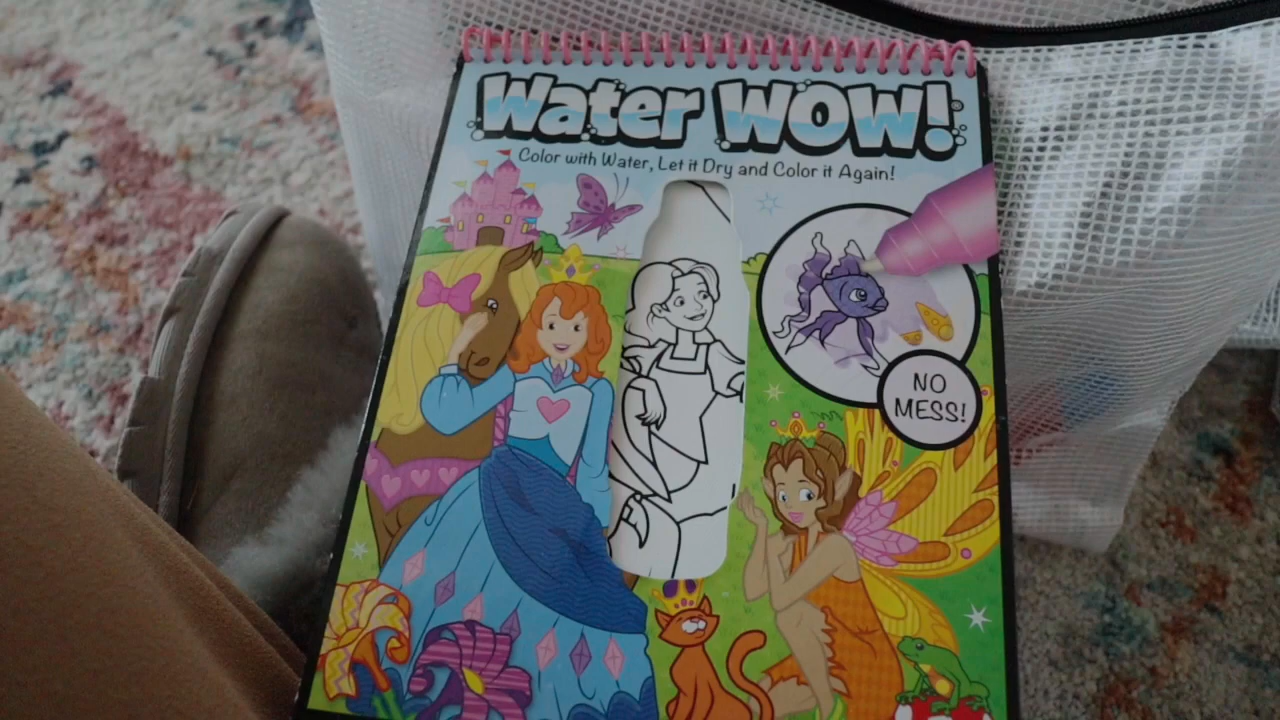 Water WOW!®
Color with Water, Let it Dry and Color it Again!
NO
MESS!